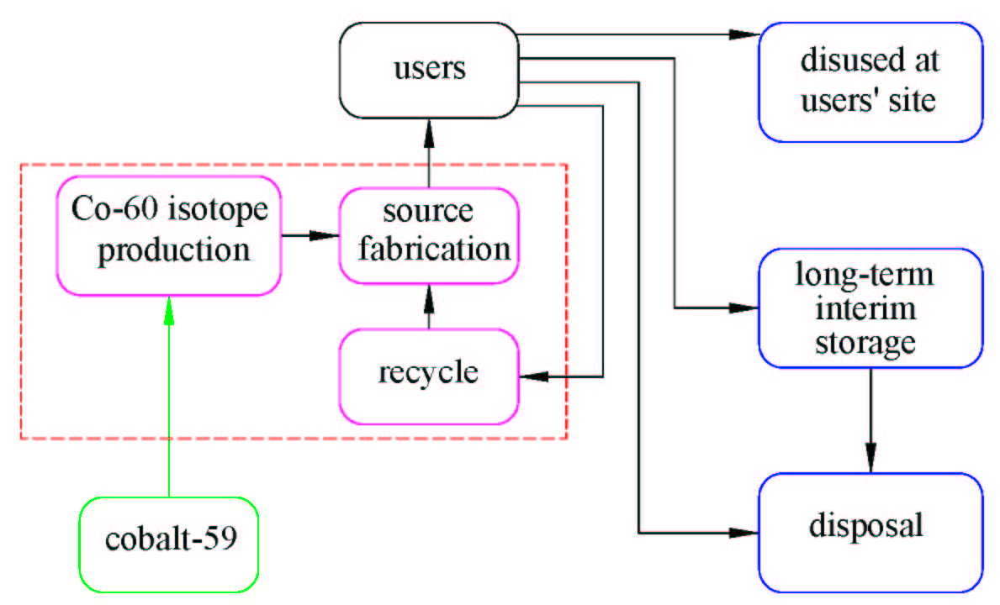 users
disused at
users' site
Co-60 isotope
production
source
fabrication
long-term
interim
storage
recycle
cobalt-59
disposal